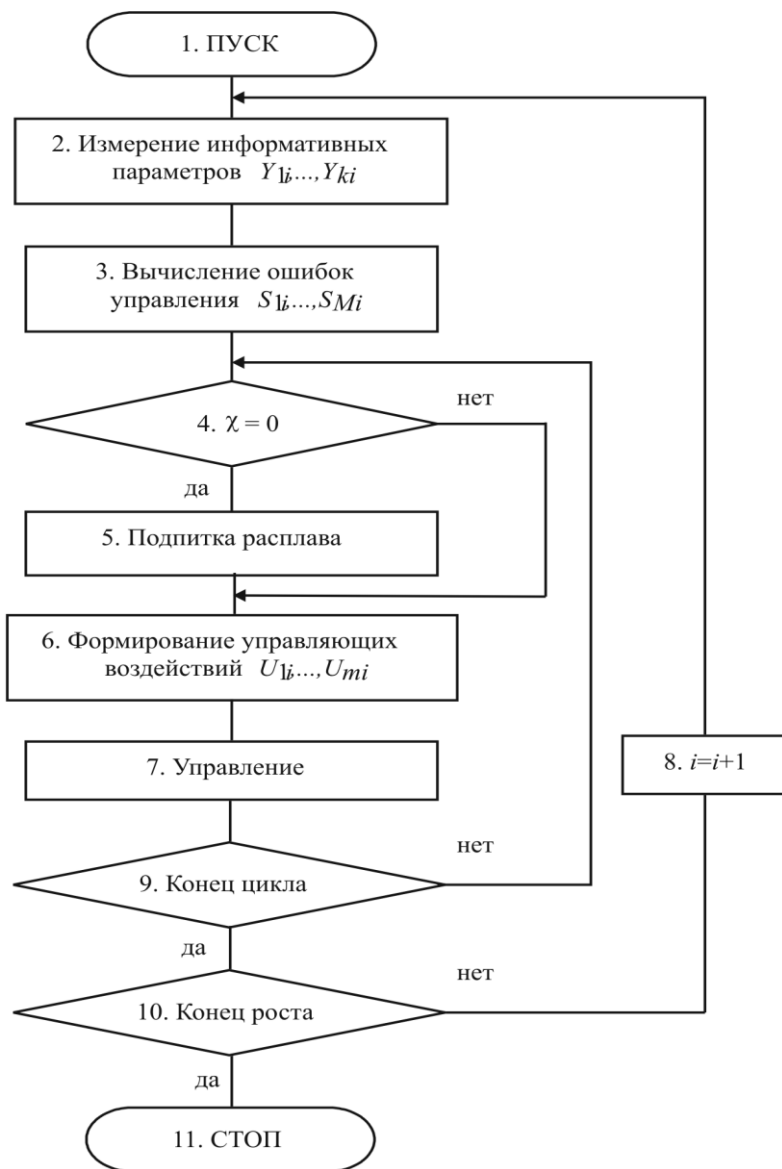 1. ПУСК
2. Измерение информативных
параметров Y1i,...,Yki
3. Вычисление ошибок
управления S1i,...,SMi
4. χ = 0
нет
да
5. Подпитка расплава
6. Формирование управляющих
воздействий U1i,...,Umi
7. Управление
8. i=i+1
9. Конец цикла
нет
да
10. Конец роста
нет
да
11. СТОП